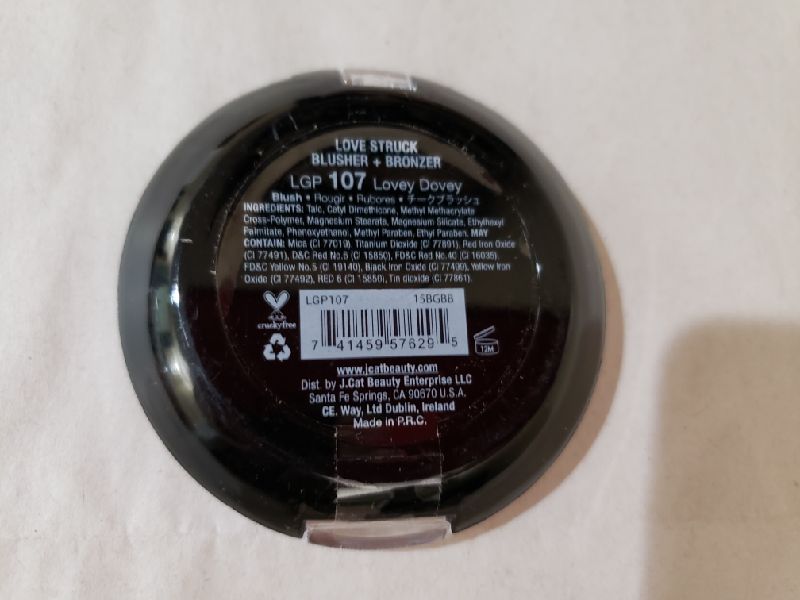 LOVE STRUCK
BLUSHER + BRONZER
LGP 107 Lovey Dovey
Blush • Rougir • Rubores • チークブラッシュ
INGREDIENTS: Talc, Cetyl Dimethicone, Methyl Methacrylate
Cross-Polymer, Magnesium Stearate, Magnesium Silicate, Ethylhexyl
Palmitate, Phenoxyethanol, Methyl Paraben, Ethyl Paraben. MAY
CONTAIN: Mica (CI 77019), Titanium Dioxide (CI 77891), Red Iron Oxide
(CI 77491), D&C Red No.6 (CI 15850), FD&C Red No.40 (CI 16035),
FD&C Yellow No.5 (CI 19140), Black Iron Oxide (CI 77499), Yellow Iron
Oxide (CI 77492), RED 6 (CI 15850), Tin dioxide (CI 77861).
LGP107 15BGBB
7 41459 57629 5
crueltyfree
12M
www.jcatbeauty.com
Dist. by J.Cat Beauty Enterprise LLC
Santa Fe Springs, CA 90670 U.S.A.
CE. Way, Ltd Dublin, Ireland
Made in P.R.C.